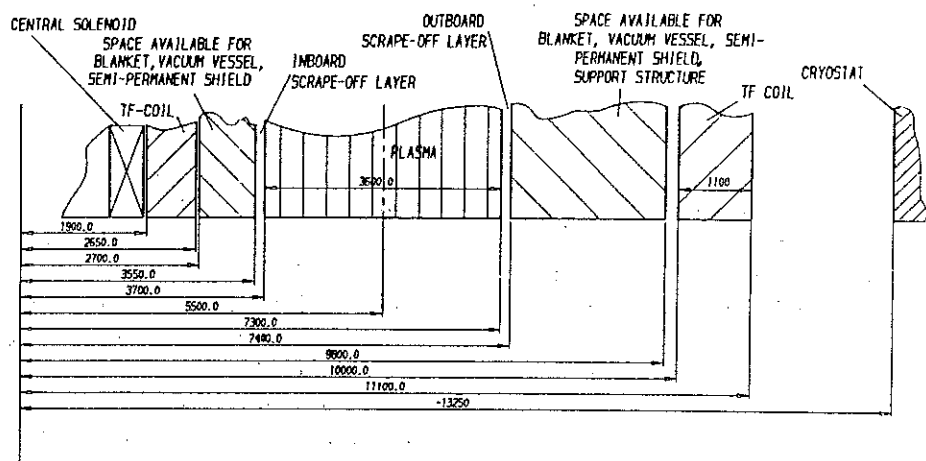 CENTRAL SOLENOID
SPACE AVAILABLE FOR
BLANKET, VACUUM VESSEL,
SEMI-PERMANENT SHIELD
TF-COIL
INBOARD
SCRAPE-OFF LAYER
OUTBOARD
SCRAPE-OFF LAYER
SPACE AVAILABLE FOR
BLANKET, VACUUM VESSEL, SEMI-
PERMANENT SHIELD,
SUPPORT STRUCTURE
TF COIL
CRYOSTAT
PLASMA
3600.0
1100
1900.0
2650.0
2700.0
3550.0
3700.0
5500.0
7300.0
7400.0
9800.0
10000.0
11100.0
~13250